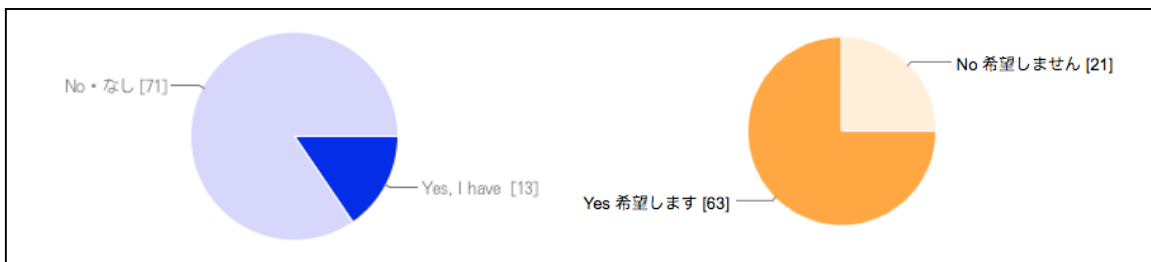 No・なし [71]
Yes, I have [13]
No 希望しません [21]
Yes 希望します [63]